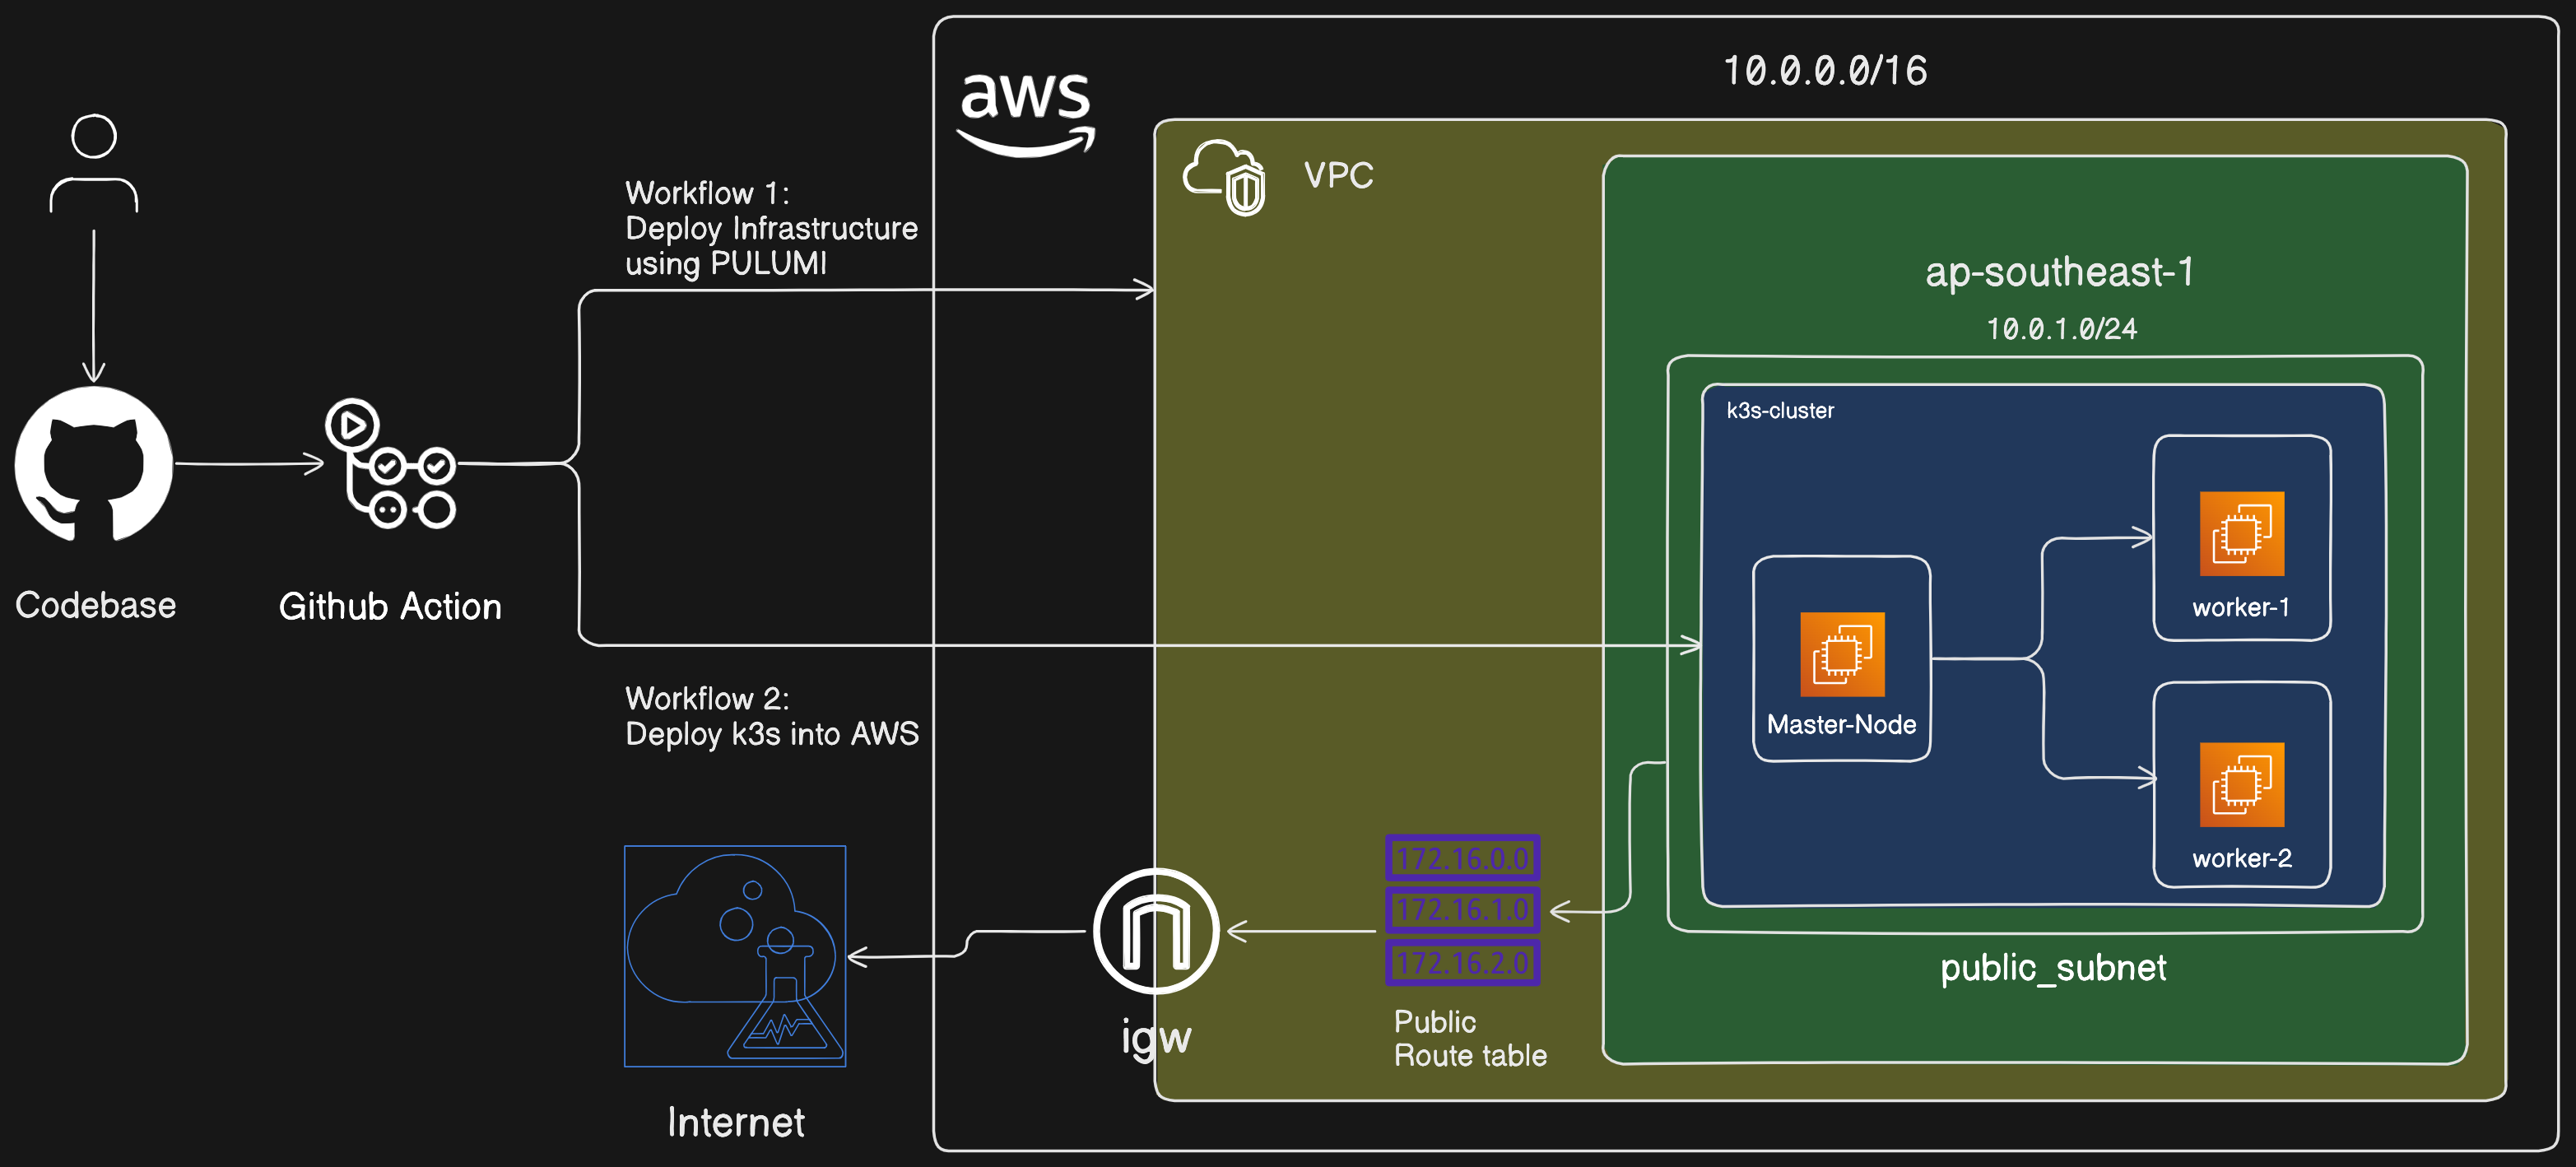 aws
10.0.0.0/16
VPC
Workflow 1:
Deploy Infrastructure
using PULUMI
ap-southeast-1
10.0.1.0/24
k3s-cluster
worker-1
Master-Node
worker-2
Codebase
Github Action
Workflow 2:
Deploy k3s into AWS
172.16.0.0
172.16.1.0
172.16.2.0
Public
Route table
igw
public_subnet
Internet